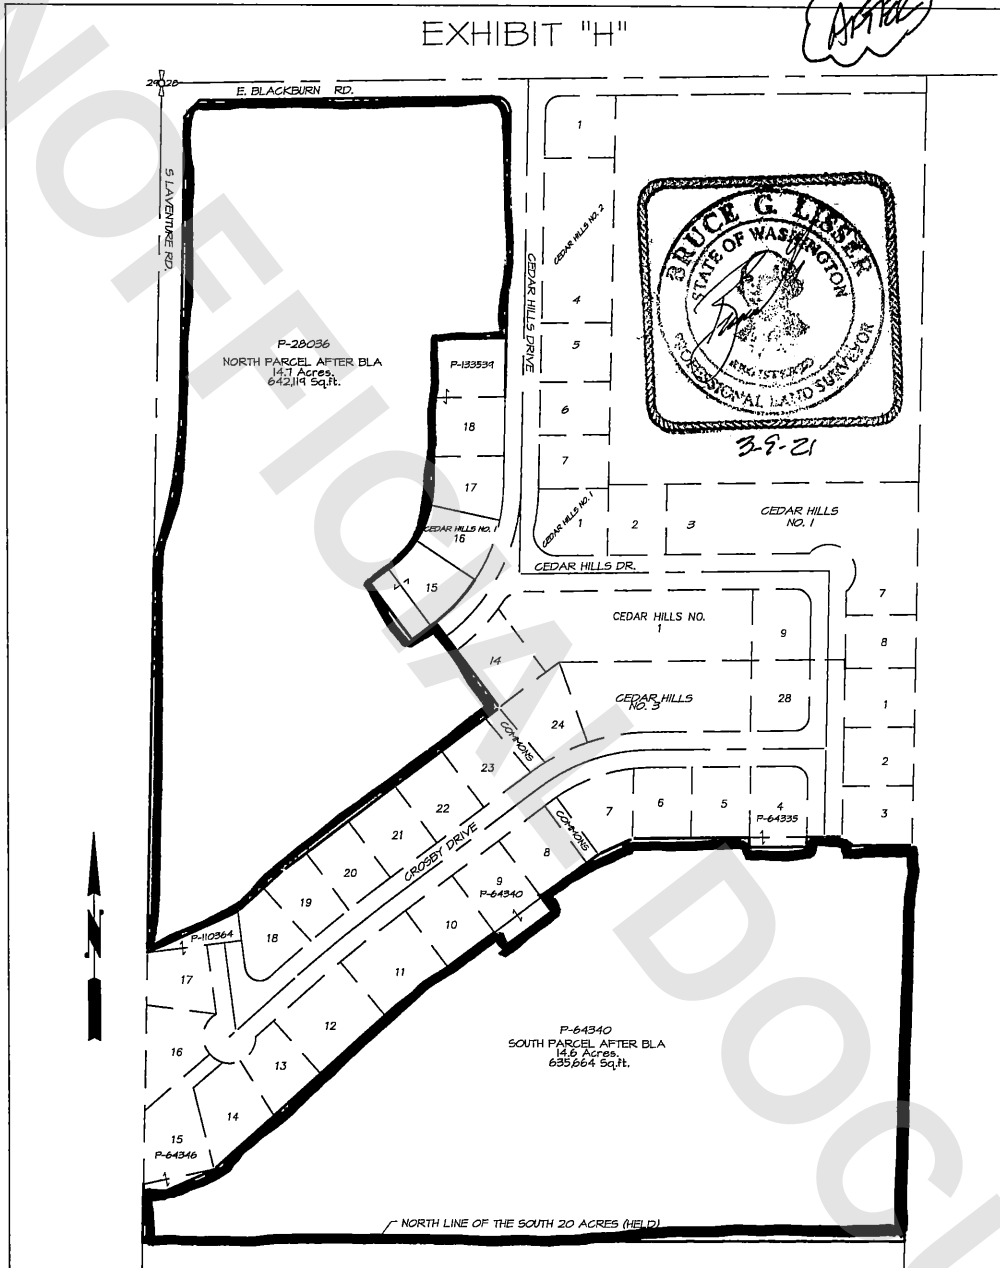 EXHIBIT "H"
AFTER
29 28
E. BLACKBURN RD.
S LAVENTURE RD.
1
CEDAR HILLS NO. 2
4
5
6
7
CEDAR HILLS DRIVE
BRUCE G. LISSER
STATE OF WASHINGTON
REGISTERED
PROFESSIONAL LAND SURVEYOR
3-9-21
P-28036
NORTH PARCEL AFTER BLA
14.7 Acres.
642,119 Sq.ft.
P-133539
18
17
CEDAR HILLS NO. 1
16
15
14
CEDAR HILLS NO. 1
1
2
3
CEDAR HILLS
NO. 1
CEDAR HILLS DR.
CEDAR HILLS NO.
1
9
7
8
CEDAR HILLS
NO. 3
28
1
2
3
24
COMMONS
23
22
21
20
19
18
CROSBY DRIVE
COMMONS
7
6
5
4
P-64335
8
9
P-64340
10
11
12
13
14
P-110364
17
16
15
P-64346
N
P-64340
SOUTH PARCEL AFTER BLA
14.6 Acres.
635,664 Sq.ft.
NORTH LINE OF THE SOUTH 20 ACRES (HELD)
NOFFICIAL DOC